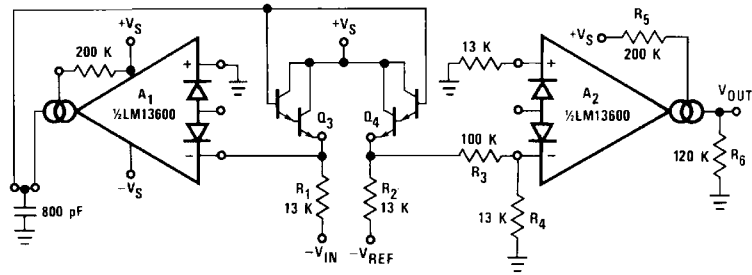 +VS
200 K
A1
½LM13600
+
−
−VS
800 pF
+VS
Q3
Q4
R1
13 K
−VIN
R2
13 K
−VREF
13 K
100 K
R3
13 K
R4
+
−
A2
½LM13600
+VS
R5
200 K
VOUT
120 K
R6